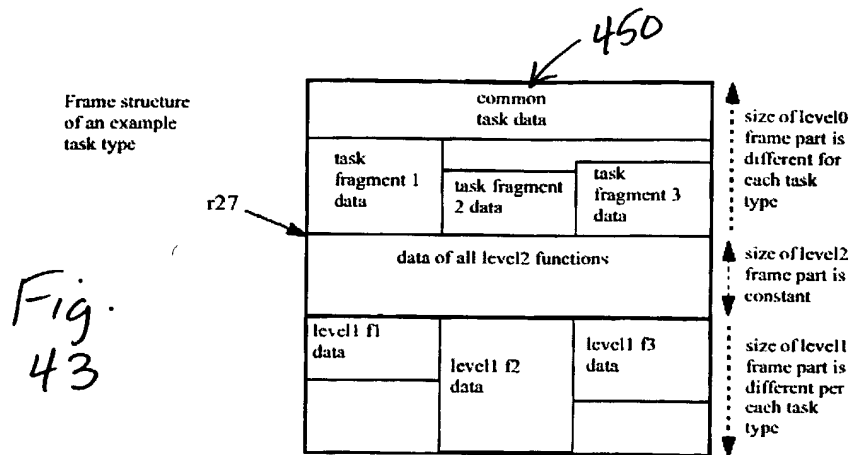 450
Frame structure
of an example
task type
common
task data
size of level0
frame part is
different for
each task
type
task
fragment 1
data
task fragment
2 data
task
fragment 3
data
r27
data of all level2 functions
size of level2
frame part is
constant
Fig.
43
level1 f1
data
level1 f2
data
level1 f3
data
size of level1
frame part is
different per
each task
type